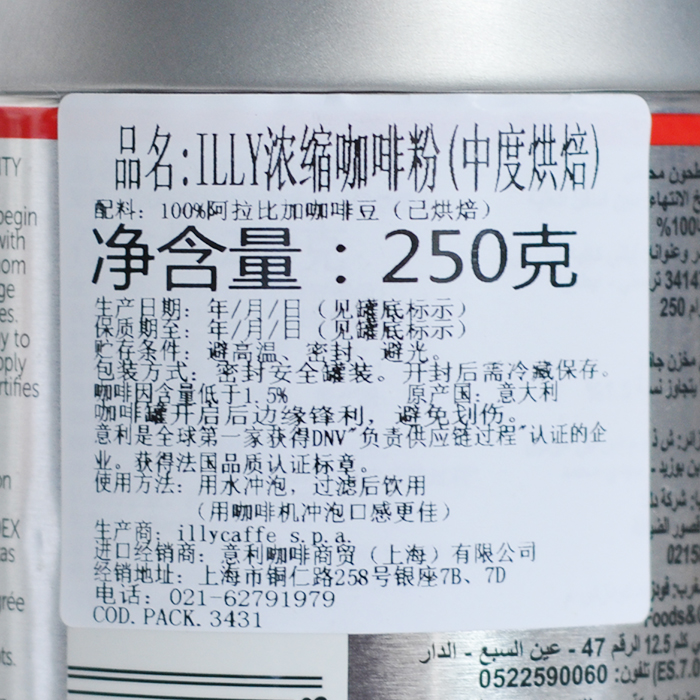 品名:ILLY浓缩咖啡粉(中度烘焙)
配料: 100%阿拉比加咖啡豆 (已烘焙)
净含量：250克
生产日期: 年/月/日 (见罐底标示)
保质期至: 年/月/日 (见罐底标示)
贮存条件: 避高温、密封、避光。
包装方式: 密封安全罐装。开封后需冷藏保存。
咖啡因含量低于1.5% 原产国: 意大利
咖啡罐开启后边缘锋利，避免划伤。
意利是全球第一家获得DNV"负责供应链过程"认证的企
业。获得法国品质认证标章。
使用方法: 用水冲泡，过滤后饮用
(用咖啡机冲泡口感更佳)
生产商: illycaffe s.p.a.
进口经销商: 意利咖啡商贸 (上海) 有限公司
经销地址: 上海市铜仁路258号银座7B、7D
电话: 021-62791979
COD.PACK.3431
begin
with
to
الرقم 47 - عين السبع - الدار
0522590060
250